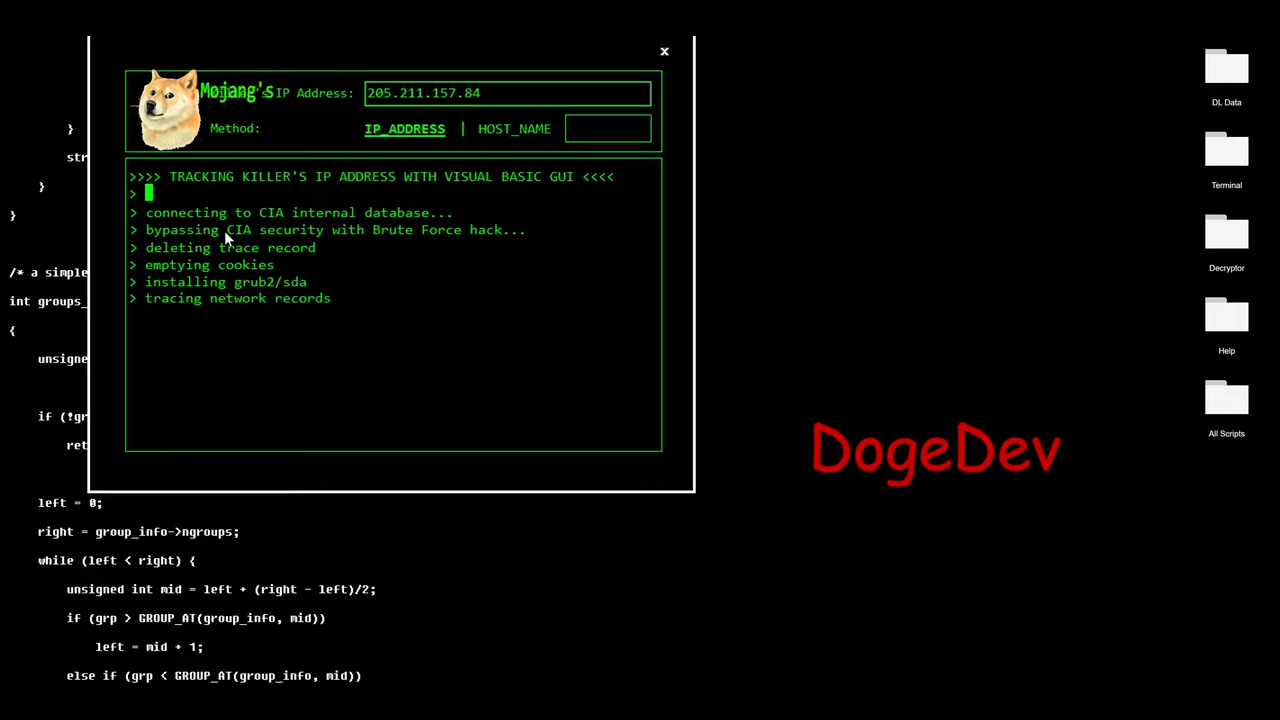 x
Mojang's IP Address: 205.211.157.84
Method: IP_ADDRESS | HOST_NAME
>>>> TRACKING KILLER'S IP ADDRESS WITH VISUAL BASIC GUI <<<<
>
> connecting to CIA internal database...
> bypassing CIA security with Brute Force hack...
> deleting trace record
> emptying cookies
> installing grub2/sda
> tracing network records
}
str
}
}
/* a simple
int groups_
{
unsigne
if (!gr
ret
left = 0;
right = group_info->ngroups;
while (left < right) {
unsigned int mid = left + (right - left)/2;
if (grp > GROUP_AT(group_info, mid))
left = mid + 1;
else if (grp < GROUP_AT(group_info, mid))
DogeDev
DL Data
Terminal
Decryptor
Help
All Scripts